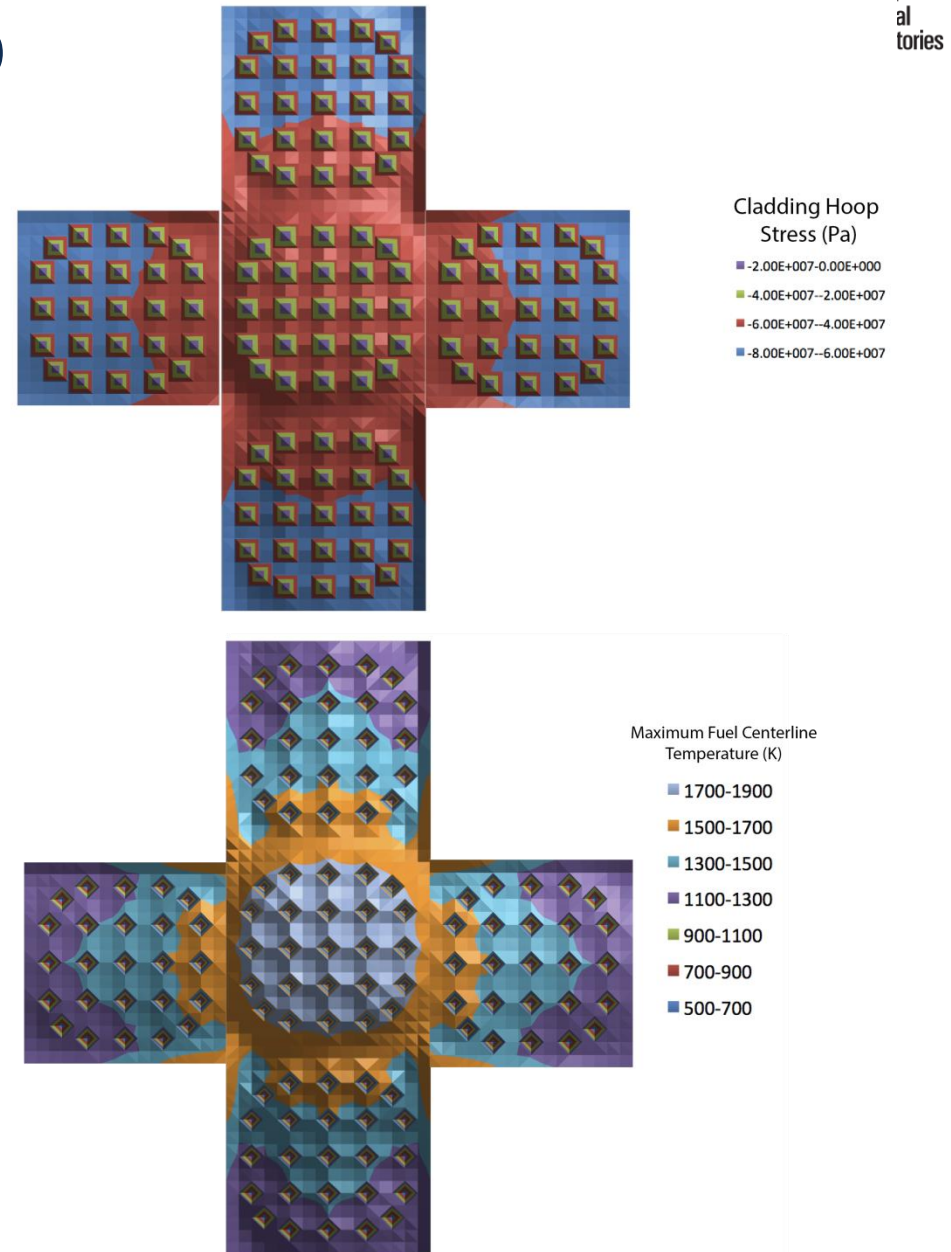 al
tories
Cladding Hoop
Stress (Pa)
-2.00E+007-0.00E+000
-4.00E+007--2.00E+007
-6.00E+007--4.00E+007
-8.00E+007--6.00E+007
Maximum Fuel Centerline
Temperature (K)
1700-1900
1500-1700
1300-1500
1100-1300
900-1100
700-900
500-700